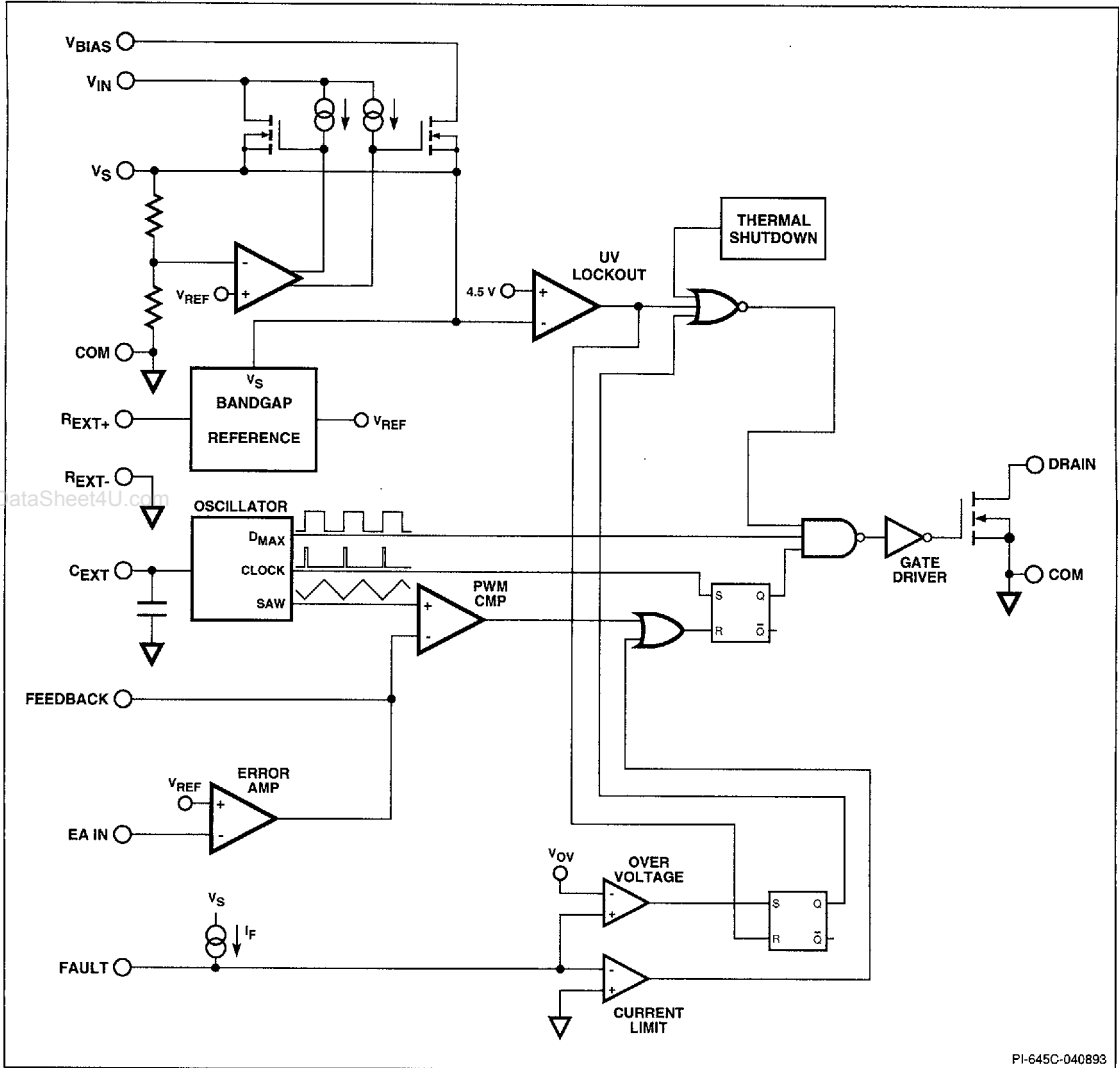 VBIAS
VIN
VS
THERMAL
SHUTDOWN
UV
LOCKOUT
-
+
VREF
4.5 V
+
-
COM
VS
BANDGAP
REFERENCE
REXT+
VREF
REXT-
DataSheet4U.com
DRAIN
OSCILLATOR
DMAX
CLOCK
SAW
CEXT
PWM
CMP
+
-
S Q
R Q
GATE
DRIVER
COM
FEEDBACK
ERROR
AMP
VREF
+
-
EA IN
VOV
OVER
VOLTAGE
-
+
S Q
R Q
VS
IF
FAULT
-
+
CURRENT
LIMIT
PI-645C-040893